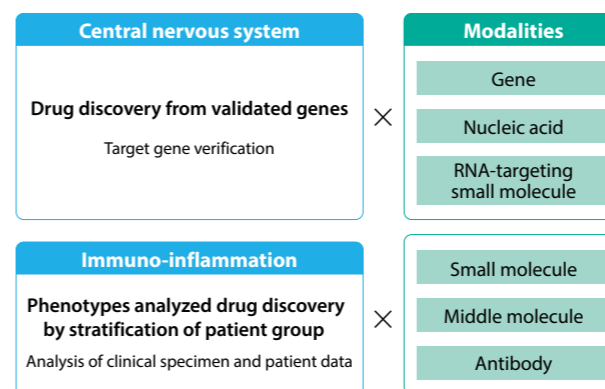 Central nervous system
Drug discovery from validated genes
Target gene verification
×
Modalities
Gene
Nucleic acid
RNA-targeting
small molecule
Immuno-inflammation
Phenotypes analyzed drug discovery
by stratification of patient group
Analysis of clinical specimen and patient data
×
Small molecule
Middle molecule
Antibody